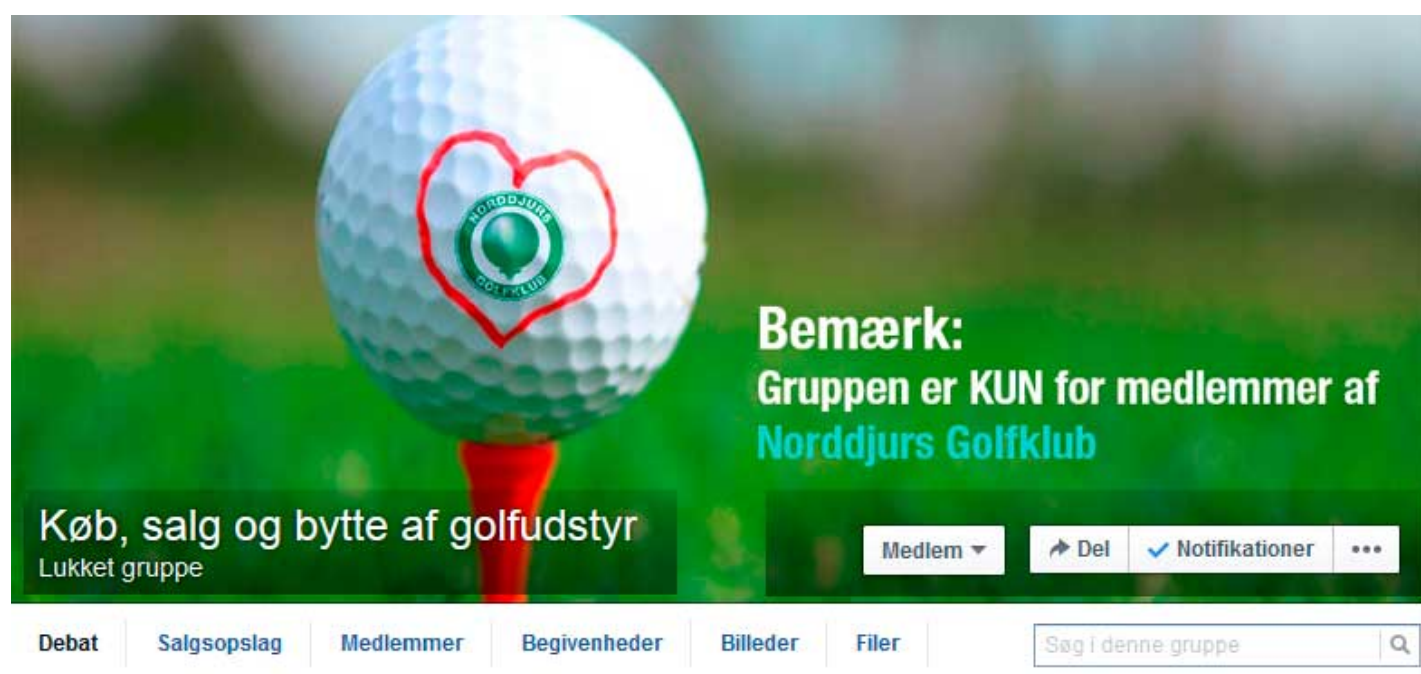 NORDDJURS
GOLFKLUB
Bemærk:
Gruppen er KUN for medlemmer af
Norddjurs Golfklub
Køb, salg og bytte af golfudstyr
Lukket gruppe
Medlem
Del
Notifikationer
Debat
Salgsopslag
Medlemmer
Begivenheder
Billeder
Filer
Søg i denne gruppe